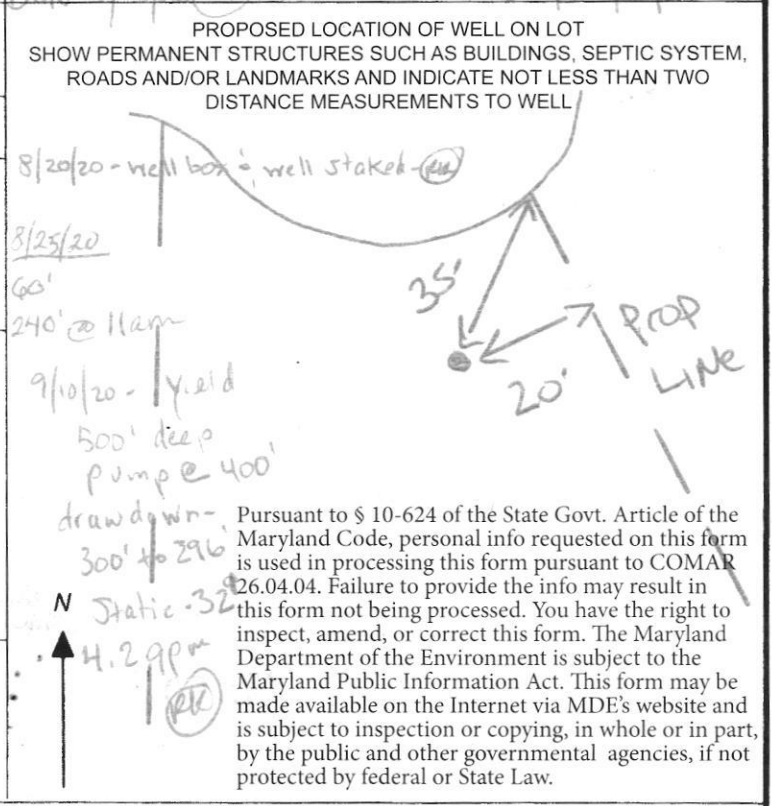 PROPOSED LOCATION OF WELL ON LOT
SHOW PERMANENT STRUCTURES SUCH AS BUILDINGS, SEPTIC SYSTEM,
ROADS AND/OR LANDMARKS AND INDICATE NOT LESS THAN TWO
DISTANCE MEASUREMENTS TO WELL
8/20/20 - well box ; well staked - RK
8/25/20
60'
240' @ 11am
9/10/20 - yield
500' deep
pump @ 400'
drawdown -
300' to 296'
Static - 32'
4.29pm
RK
35'
20'
PROP
LINE
N
Pursuant to § 10-624 of the State Govt. Article of the
Maryland Code, personal info requested on this form
is used in processing this form pursuant to COMAR
26.04.04. Failure to provide the info may result in
this form not being processed. You have the right to
inspect, amend, or correct this form. The Maryland
Department of the Environment is subject to the
Maryland Public Information Act. This form may be
made available on the Internet via MDE's website and
is subject to inspection or copying, in whole or in part,
by the public and other governmental agencies, if not
protected by federal or State Law.